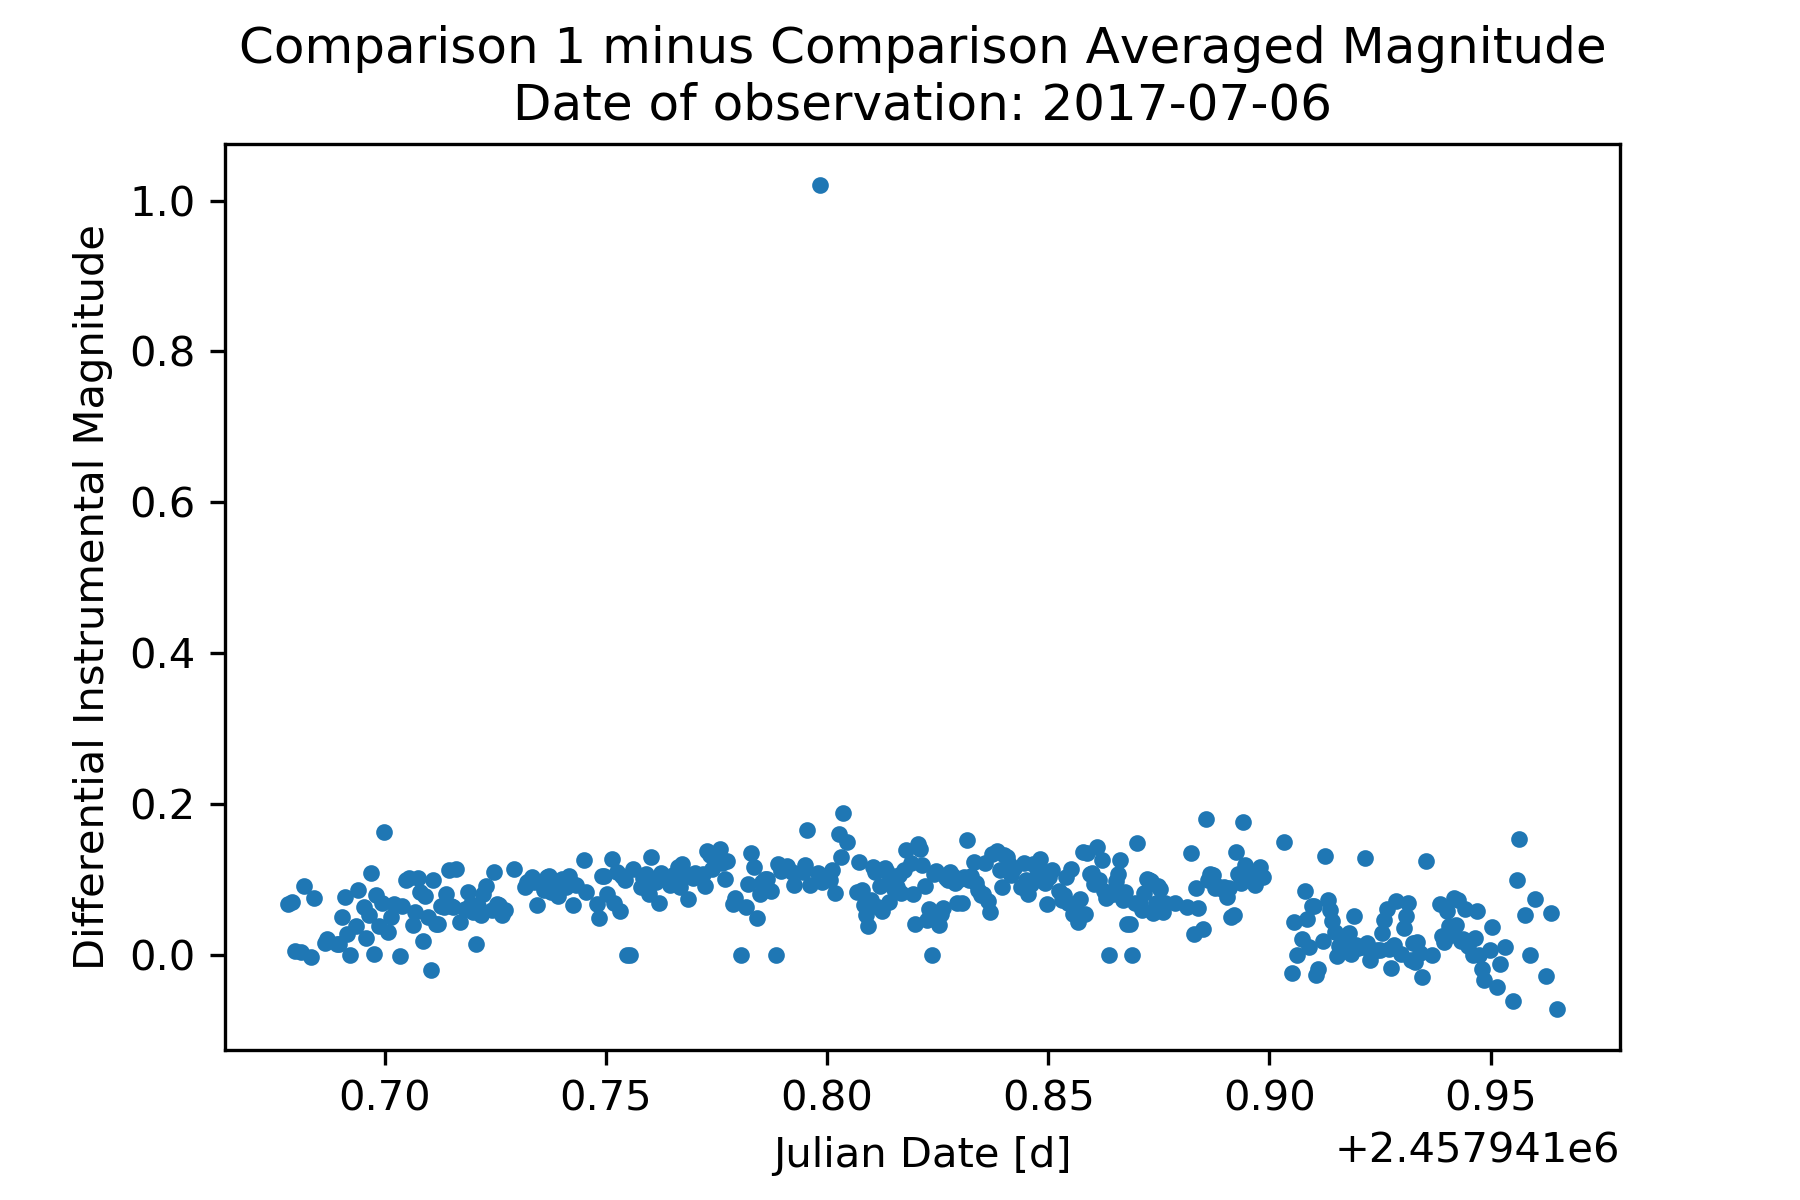 Comparison 1 minus Comparison Averaged Magnitude
Date of observation: 2017-07-06
Differential Instrumental Magnitude
1.0
0.8
0.6
0.4
0.2
0.0
0.70 0.75 0.80 0.85 0.90 0.95
Julian Date [d]
+2.457941e6